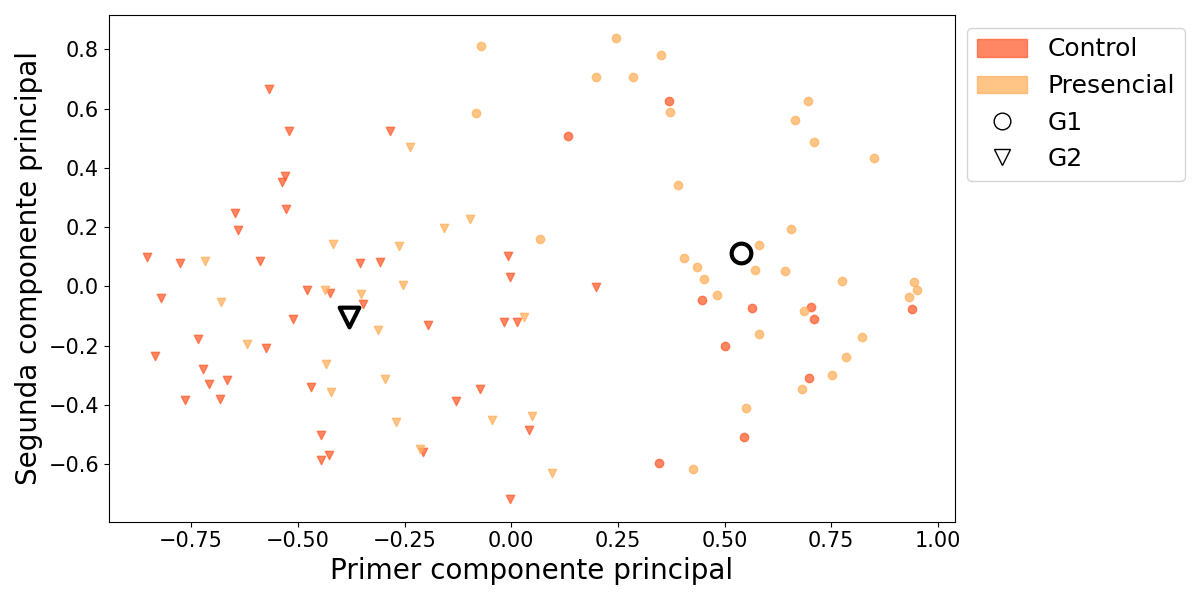 Control
Presencial
G1
G2
0.8
0.6
0.4
0.2
0.0
−0.2
−0.4
−0.6
Segunda componente principal
−0.75 −0.50 −0.25 0.00 0.25 0.50 0.75 1.00
Primer componente principal